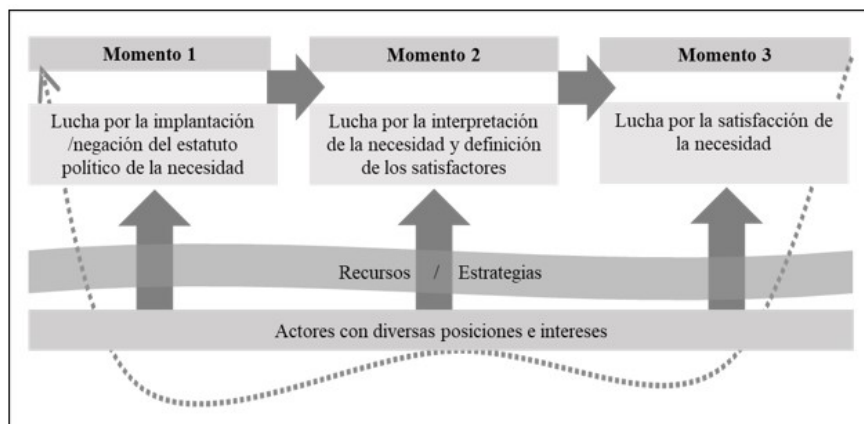 Momento 1
Momento 2
Momento 3
Lucha por la implantación
/negación del estatuto
político de la necesidad
Lucha por la interpretación
de la necesidad y definición
de los satisfactores
Lucha por la satisfacción de
la necesidad
Recursos / Estrategias
Actores con diversas posiciones e intereses